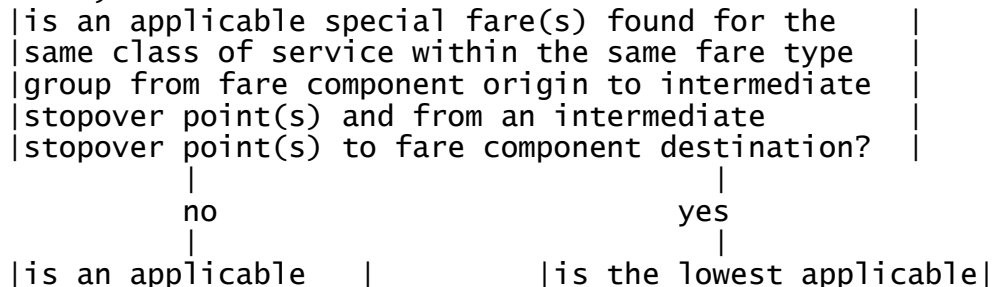 |is an applicable special fare(s) found for the |
|same class of service within the same fare type |
|group from fare component origin to intermediate |
|stopover point(s) and from an intermediate |
|stopover point(s) to fare component destination? |
| |
no yes
| |
|is an applicable | |is the lowest applicable|